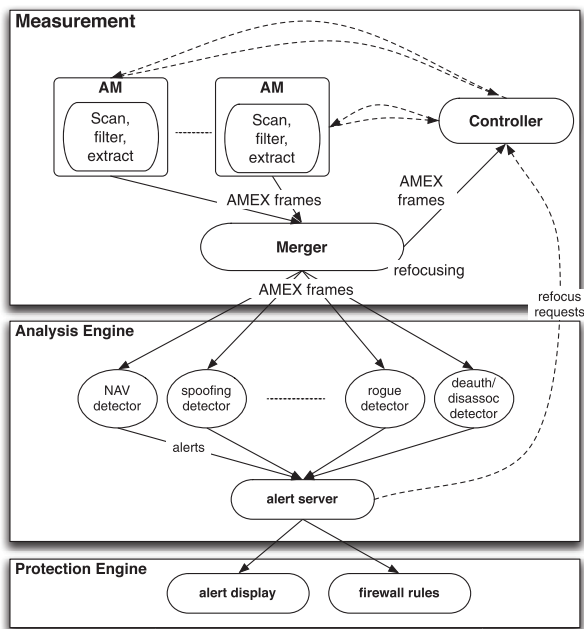 Measurement
AM
Scan,
filter,
extract
AM
Scan,
filter,
extract
Controller
AMEX frames
AMEX
frames
Merger
refocusing
AMEX frames
refocus
requests
Analysis Engine
NAV
detector
spoofing
detector
rogue
detector
deauth/
disassoc
detector
alerts
alert server
Protection Engine
alert display
firewall rules